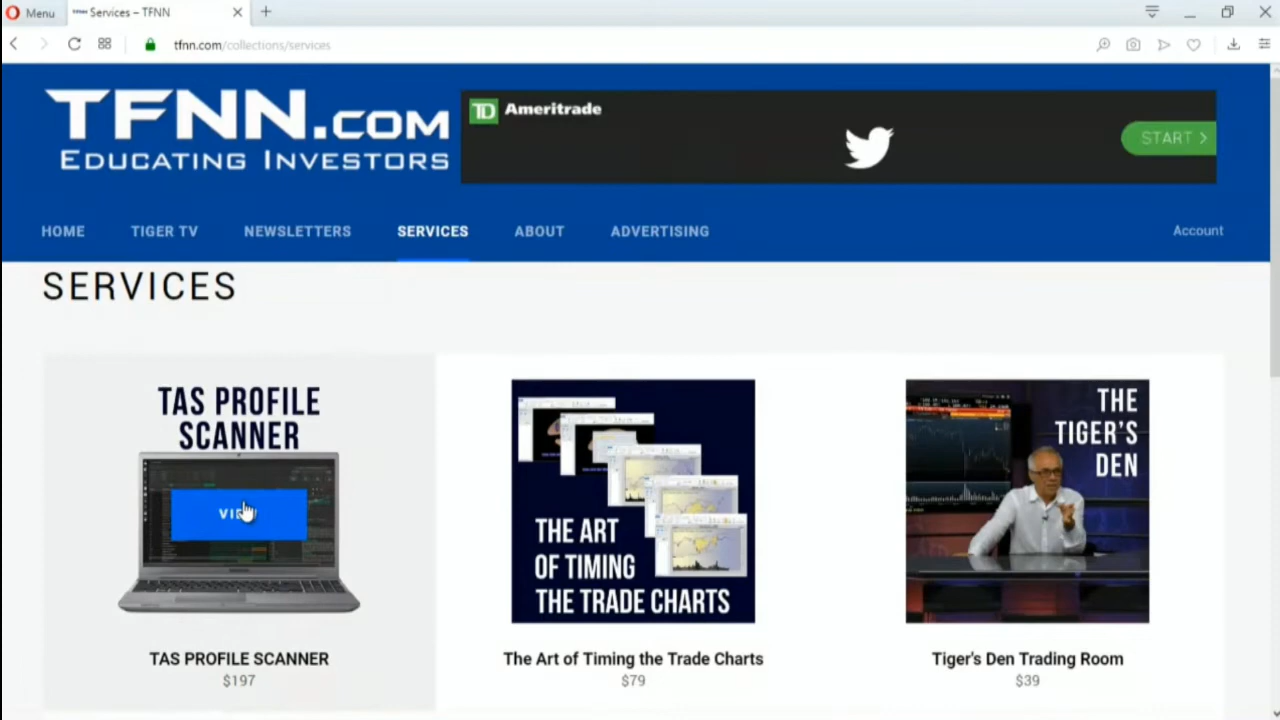 Menu
Services – TFNN
tfnn.com/collections/services
TFNN.COM
EDUCATING INVESTORS
TD Ameritrade
START >
HOME
TIGER TV
NEWSLETTERS
SERVICES
ABOUT
ADVERTISING
Account
SERVICES
TAS PROFILE
SCANNER
THE ART
OF TIMING
THE TRADE CHARTS
THE
TIGER'S
DEN
TAS PROFILE SCANNER
$197
The Art of Timing the Trade Charts
$79
Tiger's Den Trading Room
$39